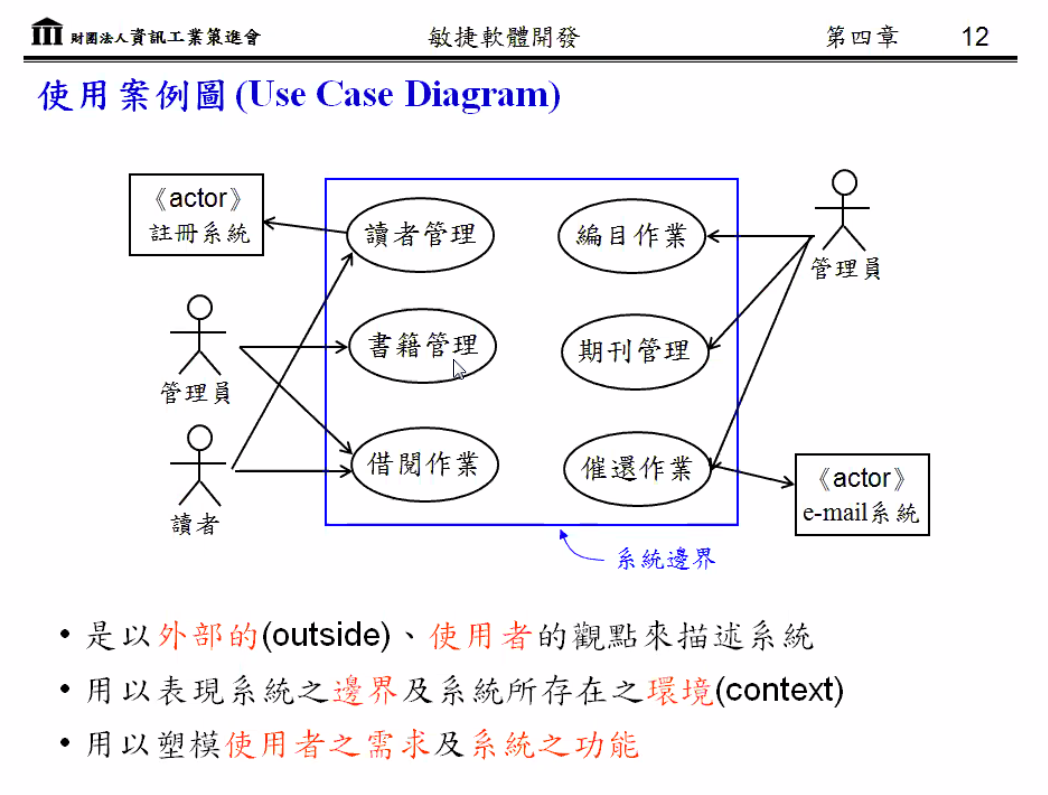 財團法人資訊工業策進會 敏捷軟體開發 第四章 12
使用案例圖(Use Case Diagram)
《actor》
註冊系統
讀者管理
編目作業
管理員
書籍管理
期刊管理
管理員
借閱作業
催還作業
《actor》
e-mail系統
讀者
系統邊界
• 是以外部的(outside)、使用者的觀點來描述系統
• 用以表現系統之邊界及系統所存在之環境(context)
• 用以塑模使用者之需求及系統之功能